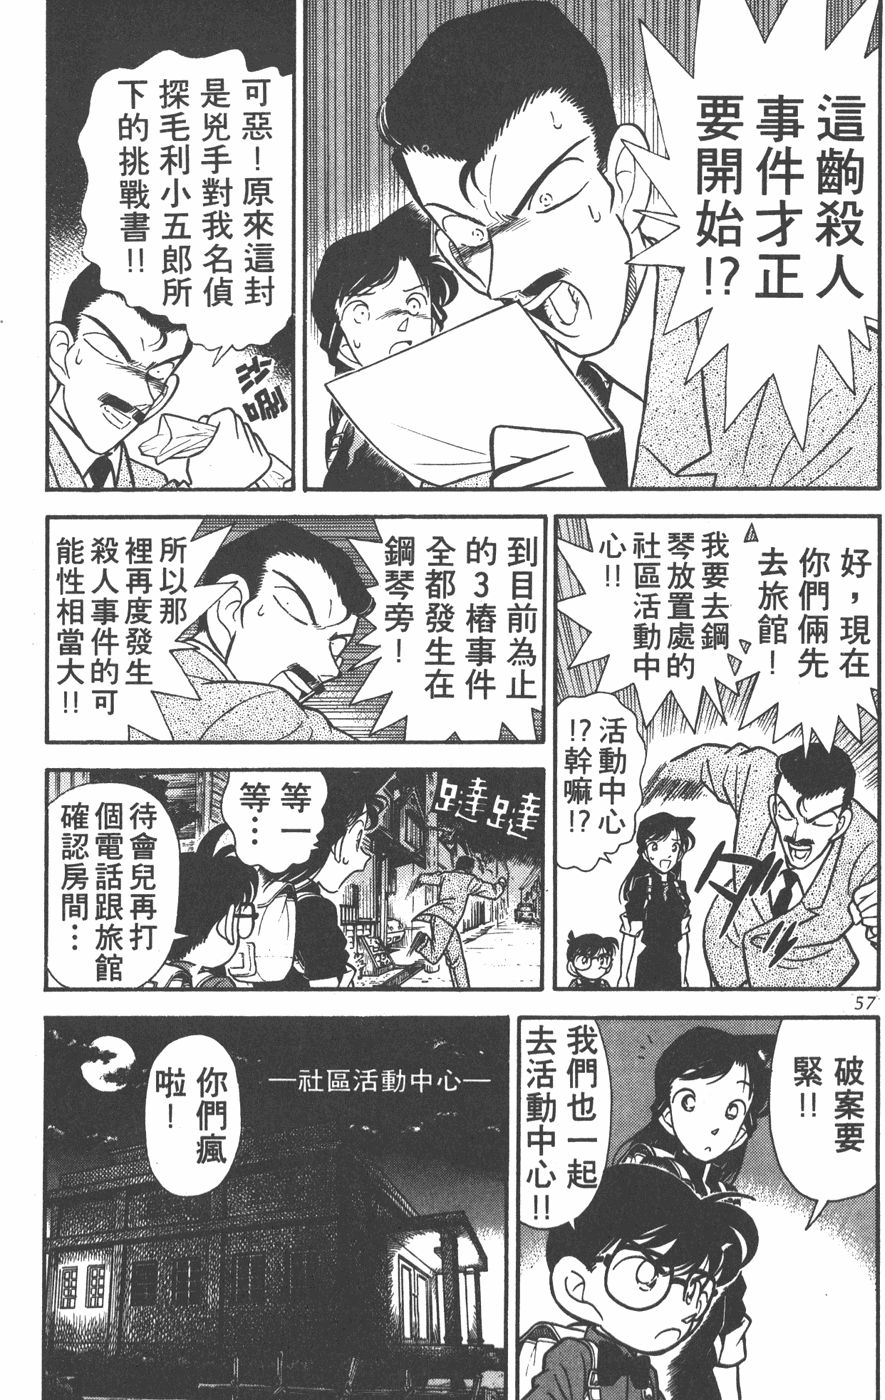 這齣殺人
事件才正
要開始!?
可惡!原來這封
是兇手對我名偵
探毛利小五郎所
下的挑戰書!!
好,現在
你們倆先
去旅館!
我要去鋼
琴放置處的
社區活動中
心!!
活動中心
!?幹嘛!?
到目前為止
的3樁事件
全都發生在
鋼琴旁!
所以那
裡再度發生
殺人事件的可
能性相當大!!
躂躂
等一
等…
待會兒再打
個電話跟旅館
確認房間…
57
破案要
緊!!
我們也一起
去活動中心!!
—社區活動中心—
你們瘋
啦!